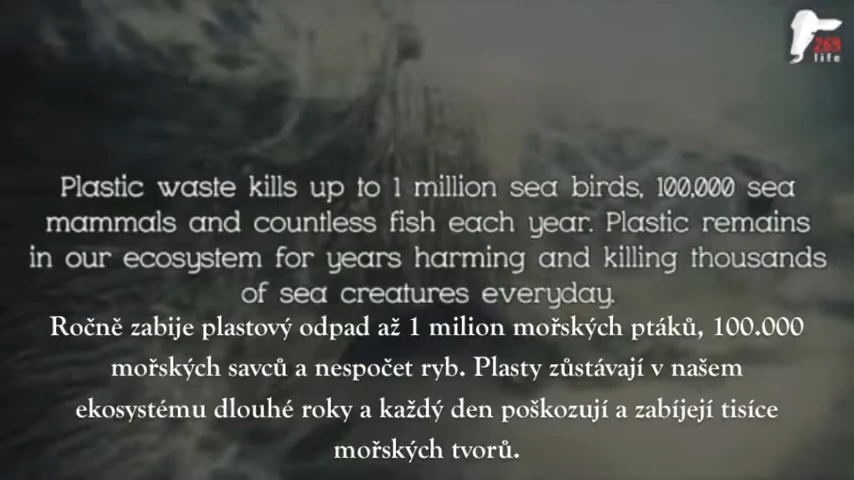 269
life
Plastic waste kills up to 1 million sea birds, 100,000 sea
mammals and countless fish each year. Plastic remains
in our ecosystem for years harming and killing thousands
of sea creatures everyday.
Ročně zabije plastový odpad až 1 milion mořských ptáků, 100.000
mořských savců a nespočet ryb. Plasty zůstávají v našem
ekosystému dlouhé roky a každý den poškozují a zabíjejí tisíce
mořských tvorů.